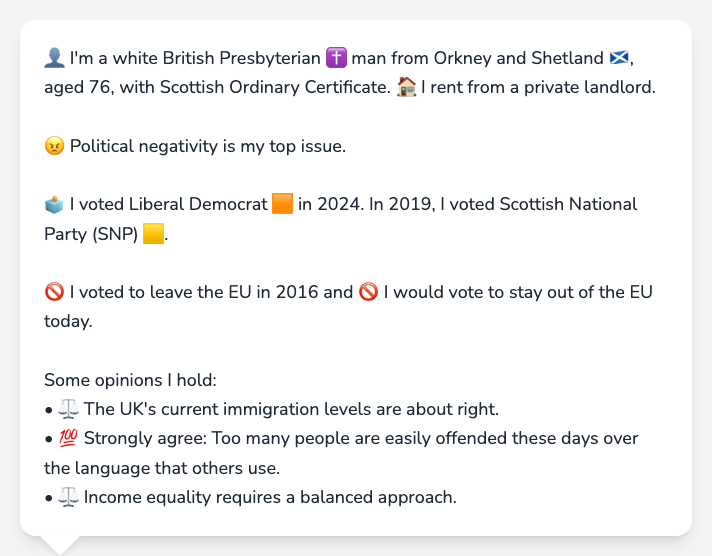 👤 I'm a white British Presbyterian ✝️ man from Orkney and Shetland 🏴󠁧󠁢󠁳󠁣󠁴󠁿,
aged 76, with Scottish Ordinary Certificate. 🏠 I rent from a private landlord.
😠 Political negativity is my top issue.
🗳️ I voted Liberal Democrat 🟧 in 2024. In 2019, I voted Scottish National
Party (SNP) 🟨.
🚫 I voted to leave the EU in 2016 and 🚫 I would vote to stay out of the EU
today.
Some opinions I hold:
• ⚖️ The UK's current immigration levels are about right.
• 💯 Strongly agree: Too many people are easily offended these days over
the language that others use.
• ⚖️ Income equality requires a balanced approach.